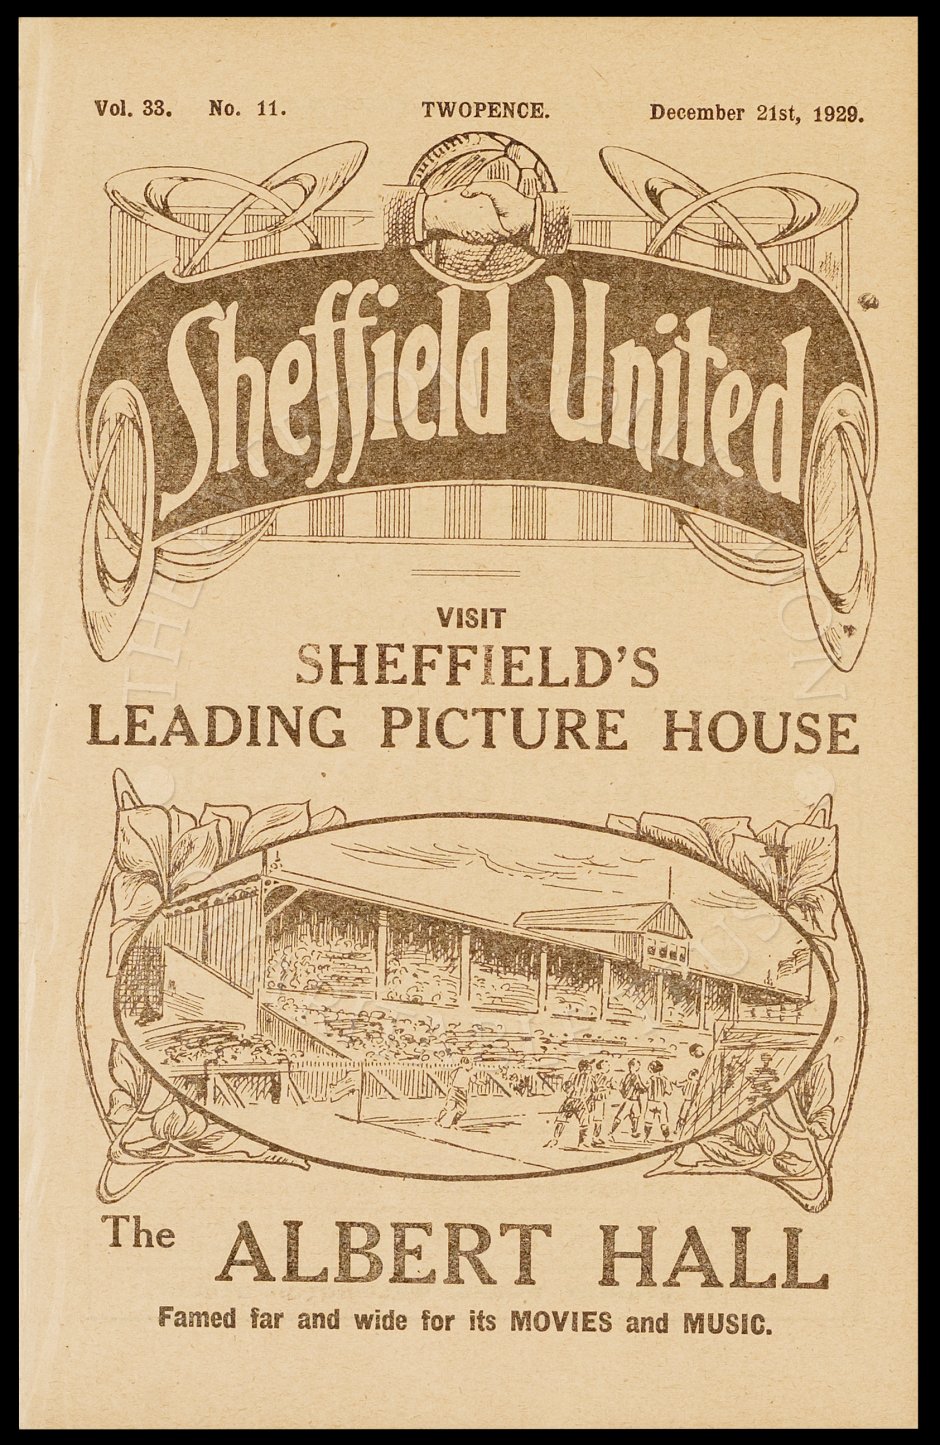 Vol. 33. No. 11. TWOPENCE. December 21st, 1929.
Sheffield United
VISIT
SHEFFIELD'S
LEADING PICTURE HOUSE
The ALBERT HALL
Famed far and wide for its MOVIES and MUSIC.